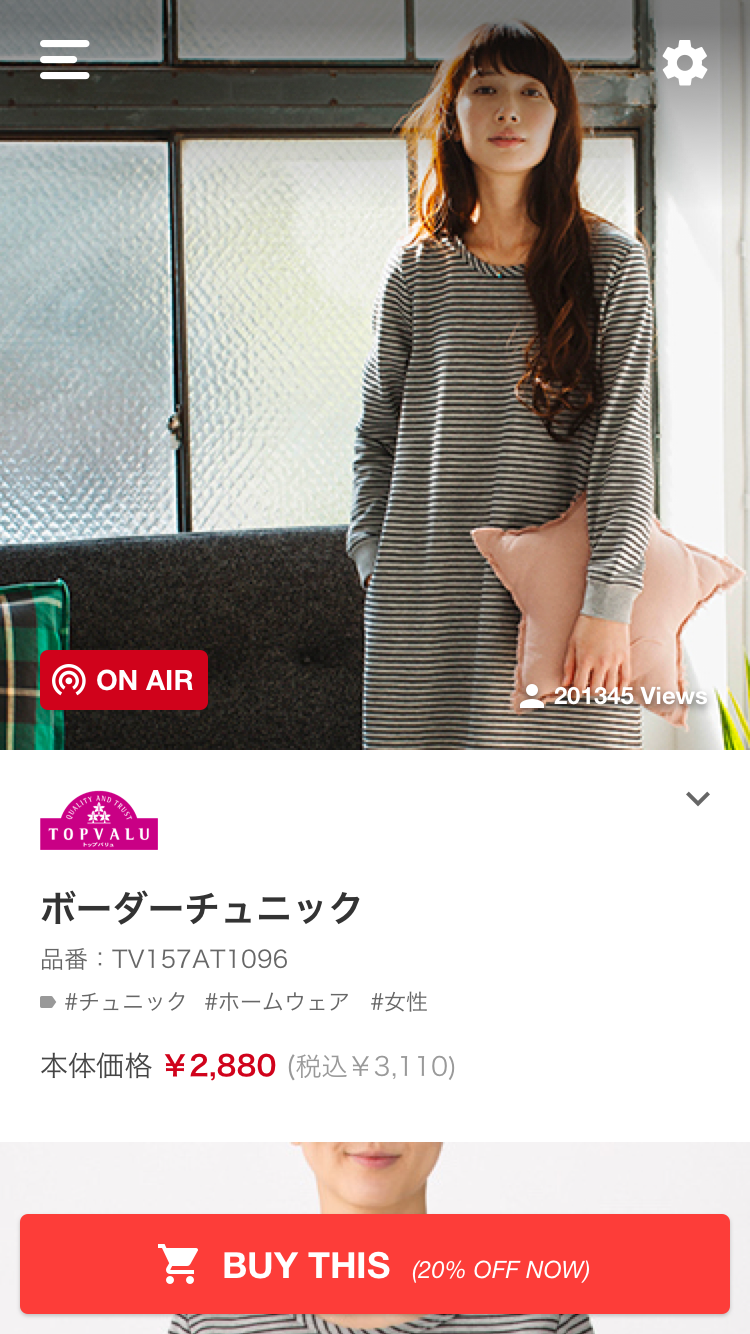 ON AIR
201345 Views
QUALITY AND TRUST
TOPVALU
トップバリュ
ボーダーチュニック
品番：TV157AT1096
#チュニック #ホームウェア #女性
本体価格 ¥2,880 (税込¥3,110)
BUY THIS (20% OFF NOW)